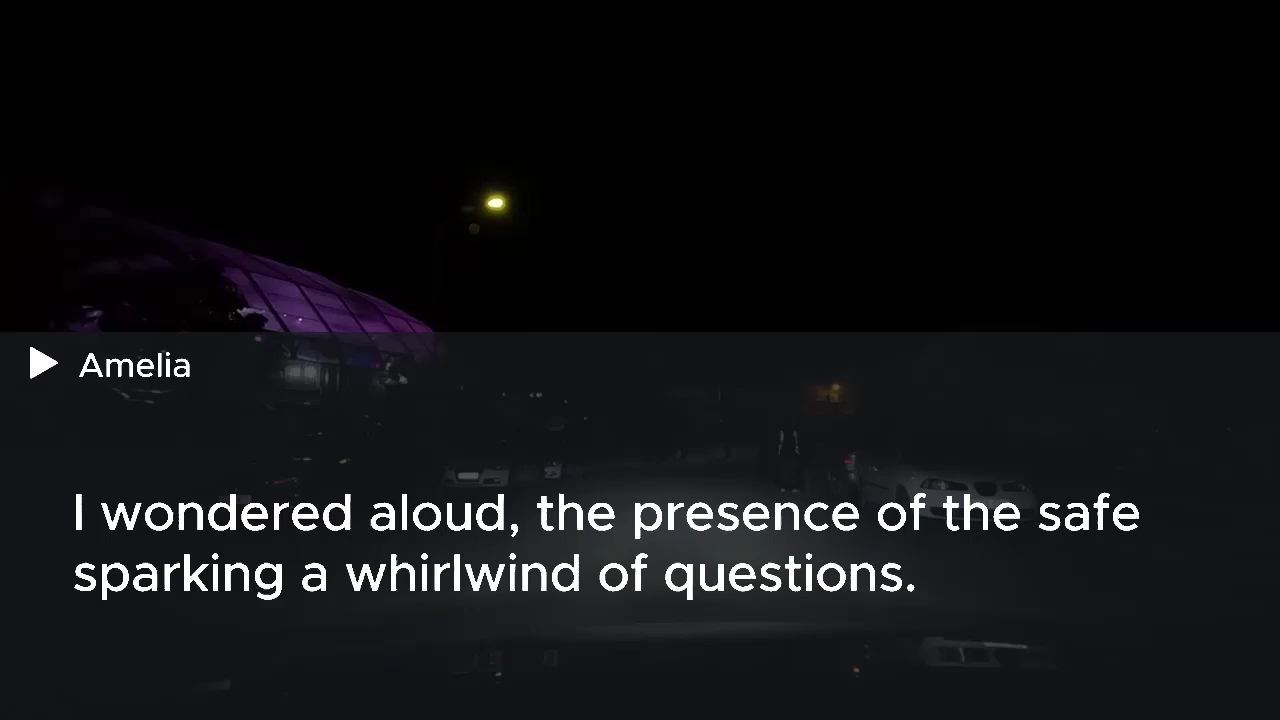 Amelia
I wondered aloud, the presence of the safe
sparking a whirlwind of questions.